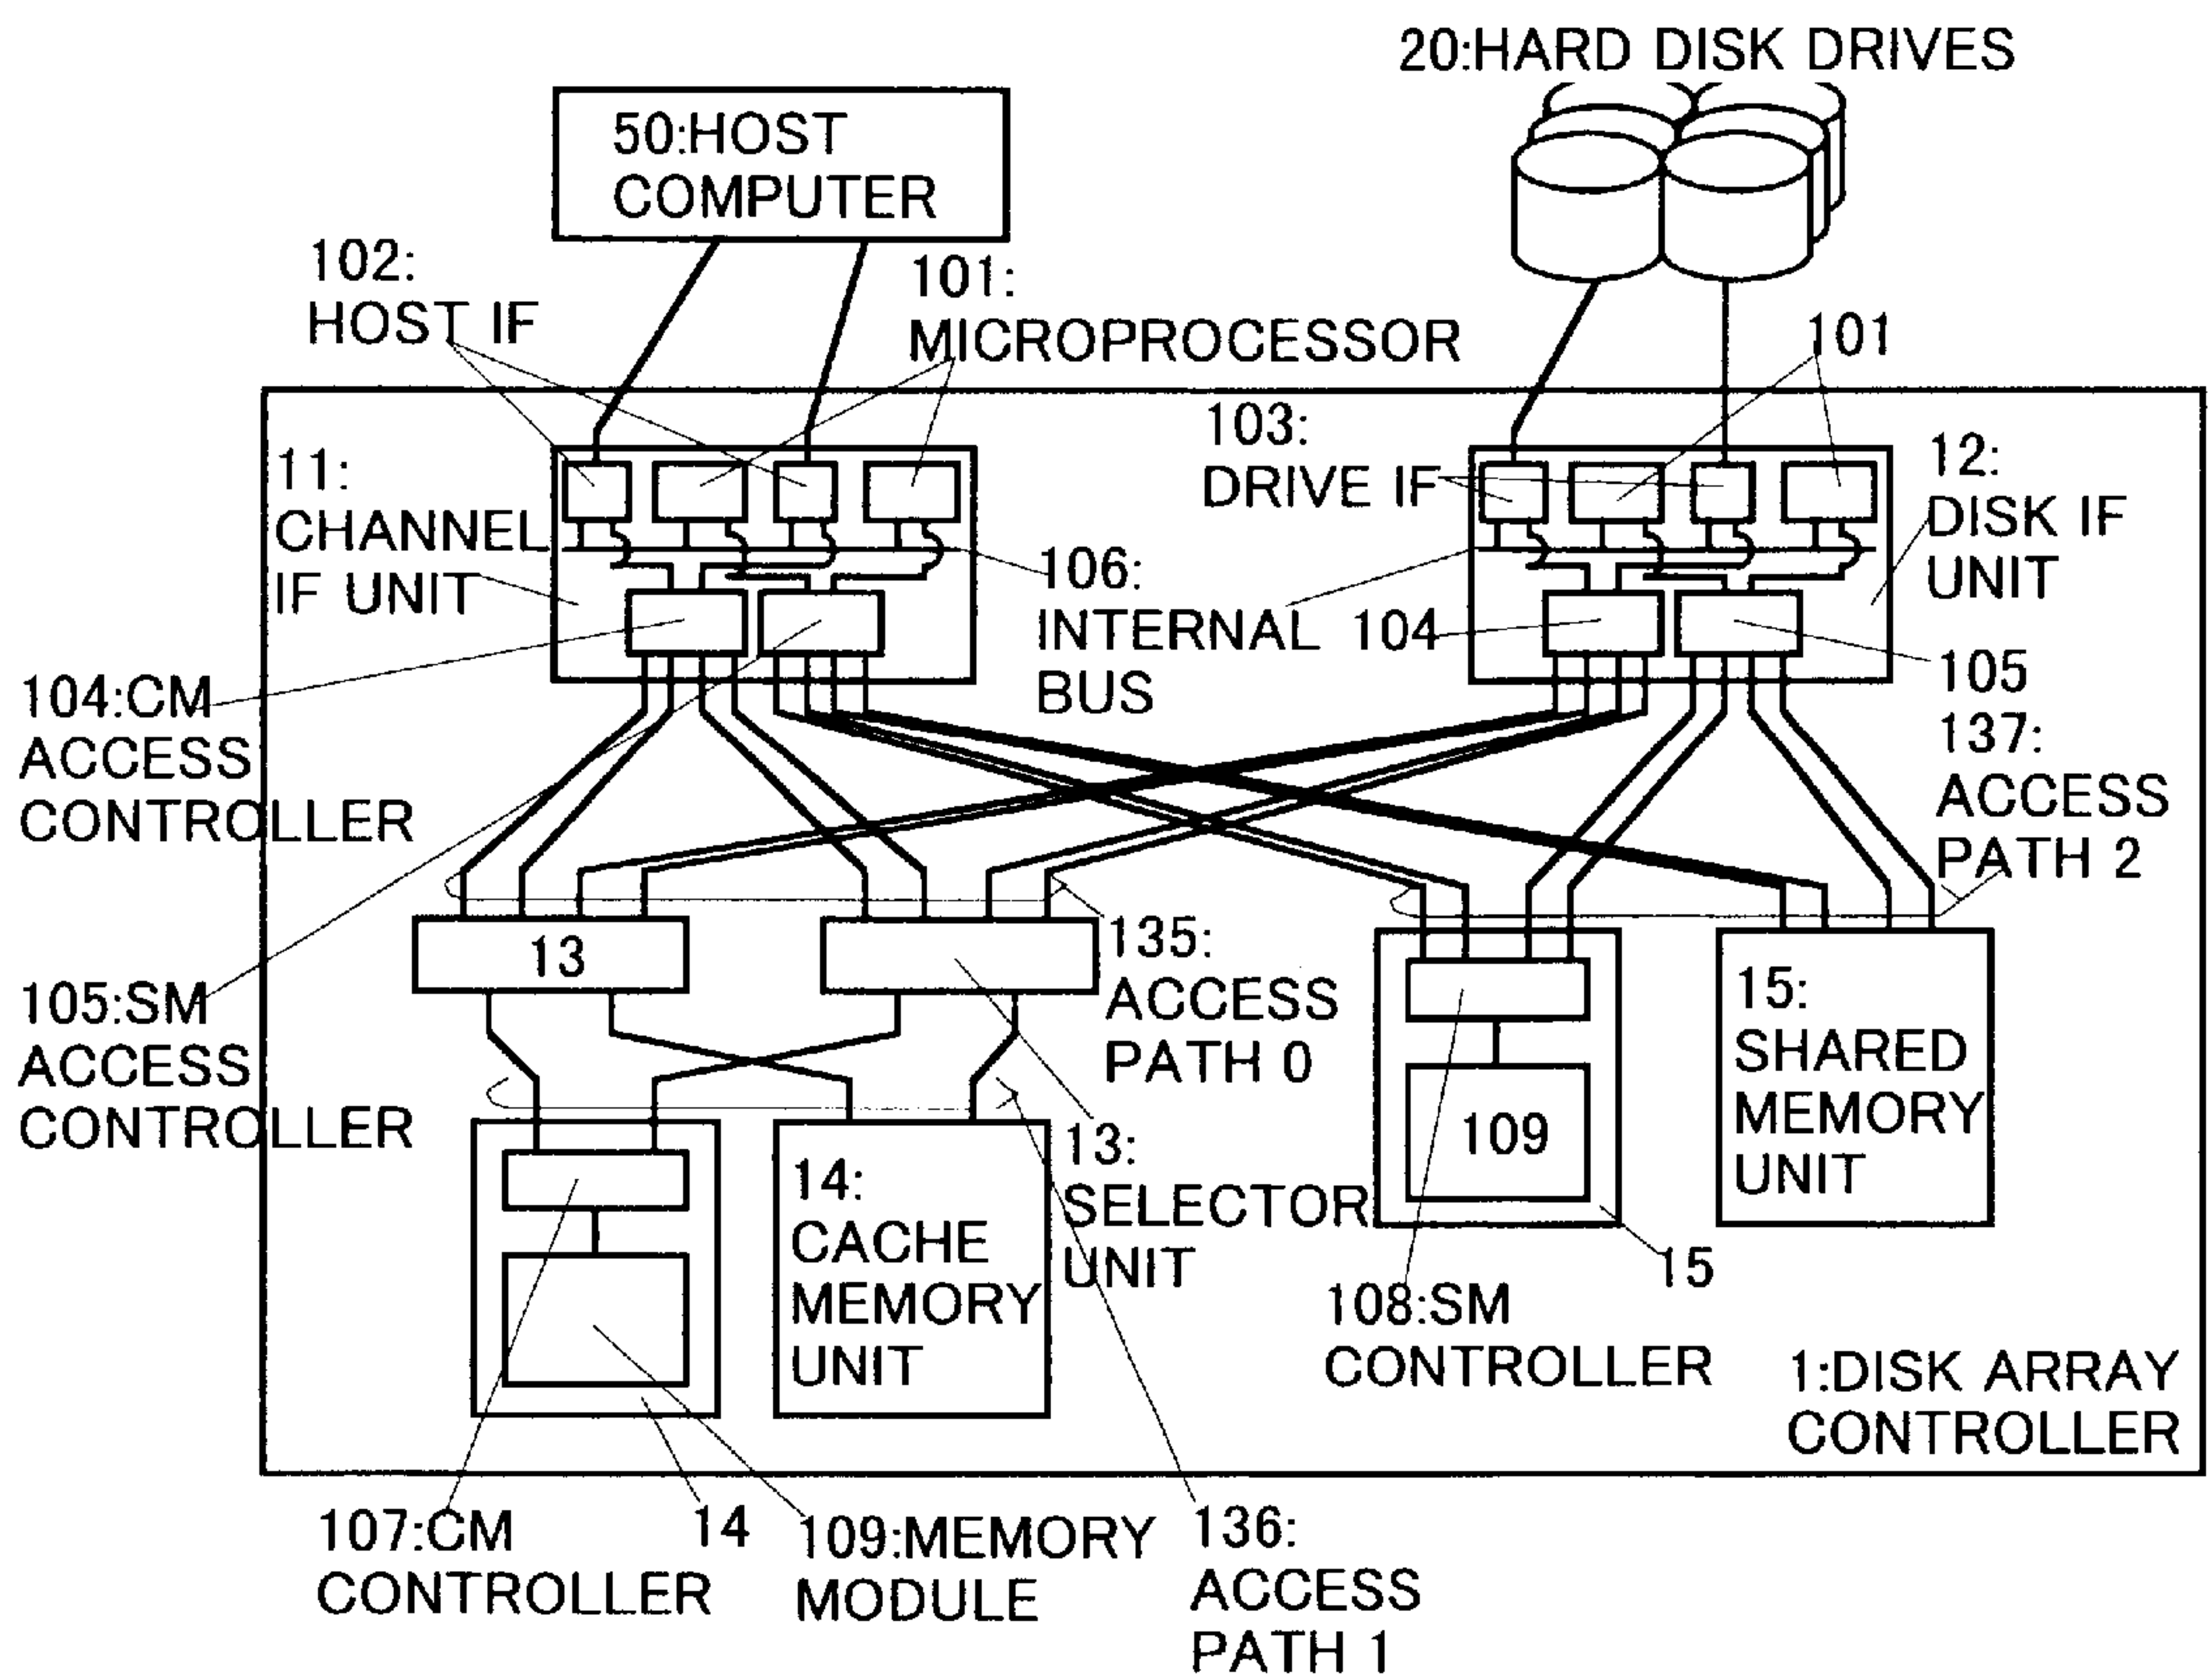 20:HARD DISK DRIVES
50:HOST
COMPUTER
102:
HOST IF
101:
MICROPROCESSOR
101
103:
DRIVE IF
11:
CHANNEL
IF UNIT
12:
DISK IF
UNIT
106:
INTERNAL
BUS
104
105
104:CM
ACCESS
CONTROLLER
137:
ACCESS
PATH 2
13
135:
ACCESS
PATH 0
105:SM
ACCESS
CONTROLLER
15:
SHARED
MEMORY
UNIT
109
13:
SELECTOR
UNIT
14:
CACHE
MEMORY
UNIT
15
108:SM
CONTROLLER
1:DISK ARRAY
CONTROLLER
107:CM
CONTROLLER
14
109:MEMORY
MODULE
136:
ACCESS
PATH 1